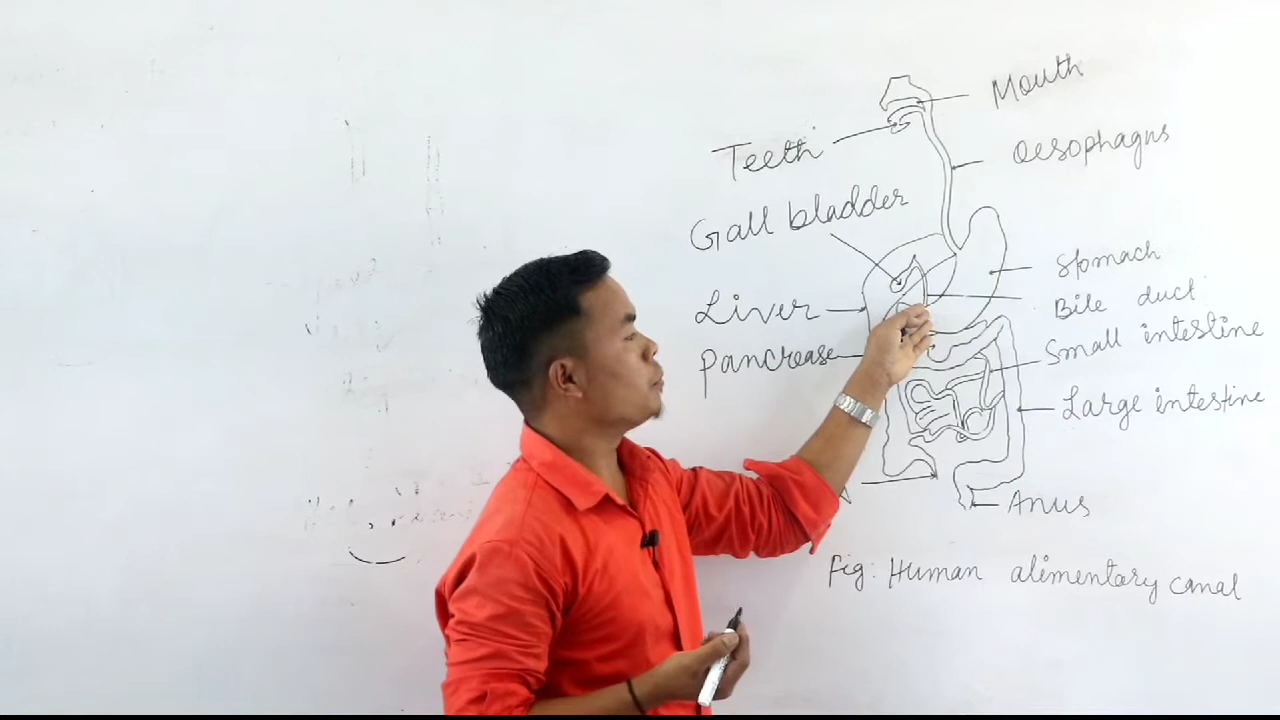 Mouth
Teeth
Oesophagus
Gall bladder
Stomach
Liver
Bile duct
Small intestine
Pancrease
Large intestine
Anus
Fig: Human alimentary canal